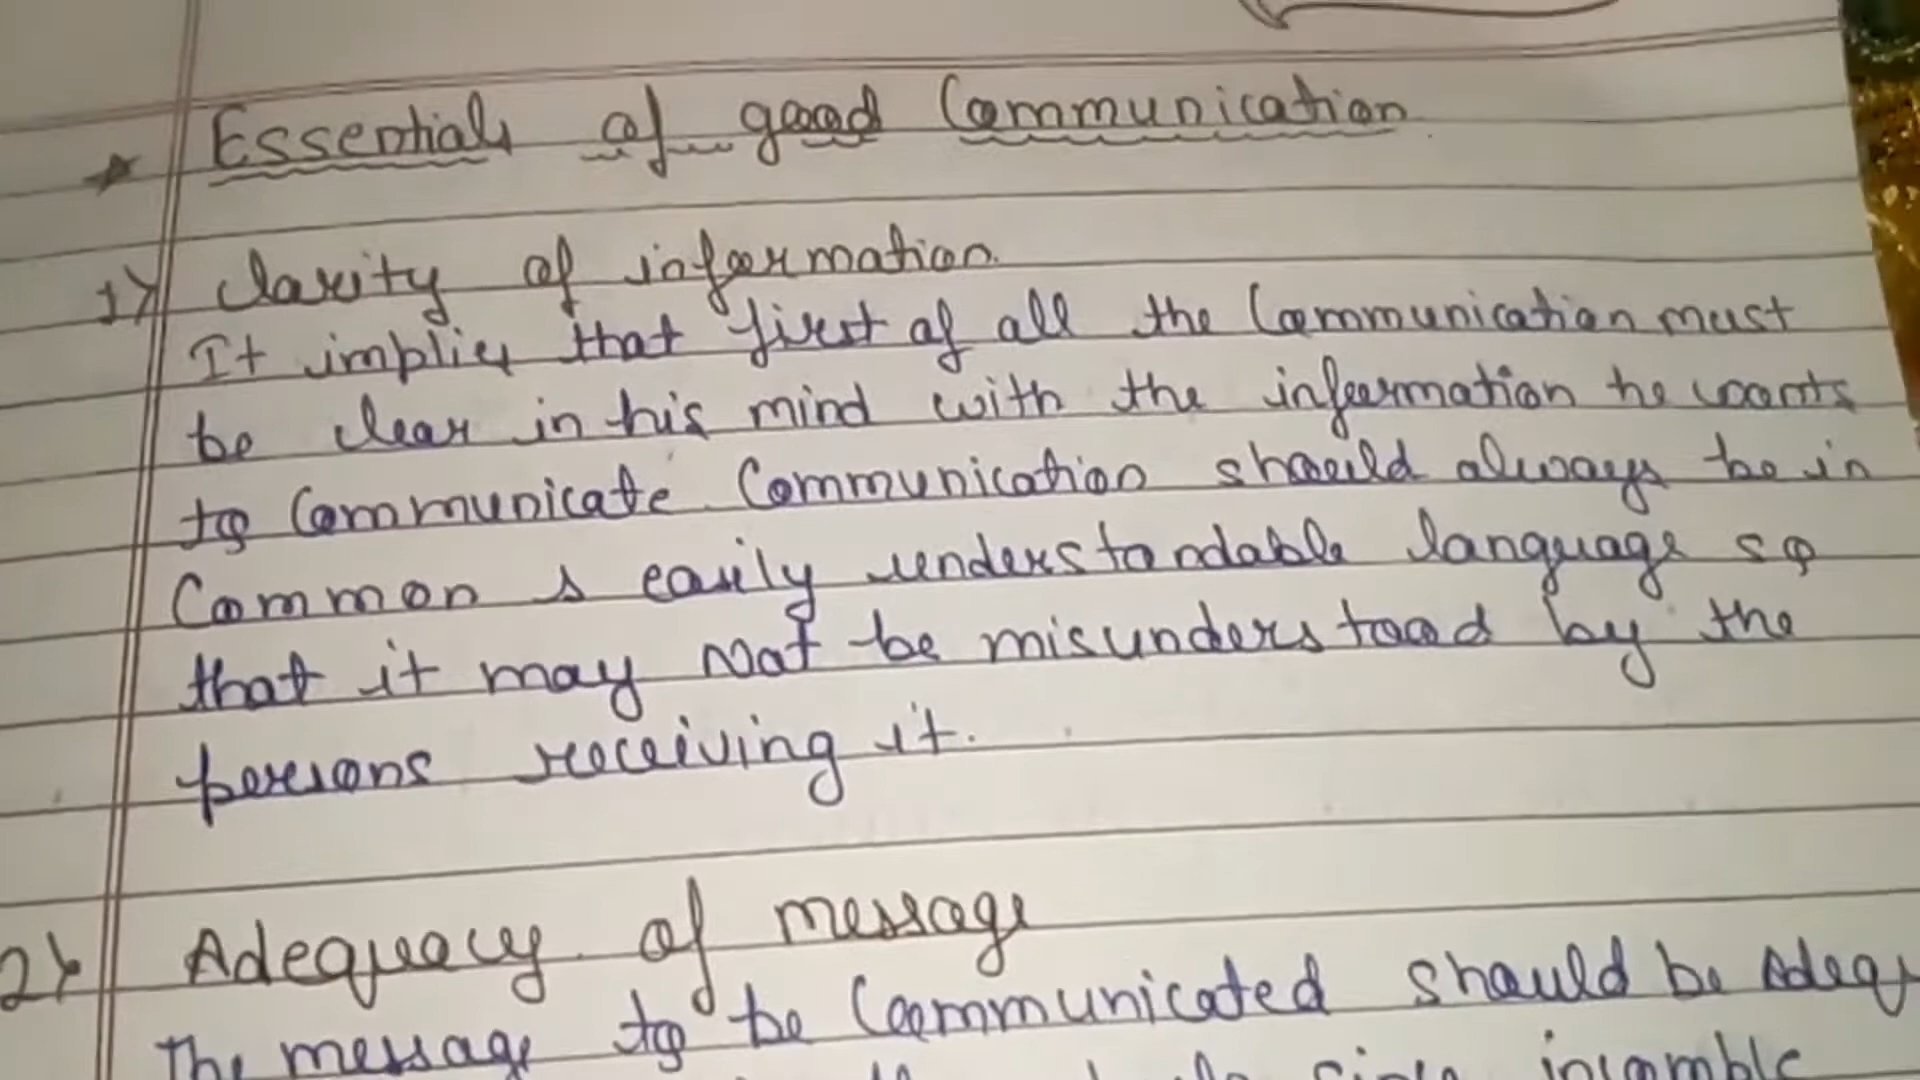 Essentials of good Communication
1) Clarity of information.
It implies that first of all the Communication must
be clear in his mind with the information he wants
to Communicate. Communication should always be in
Common & easily understandable language so
that it may not be misunderstood by the
persons receiving it.
2) Adequacy of message
The message to be Communicated should be Adeq